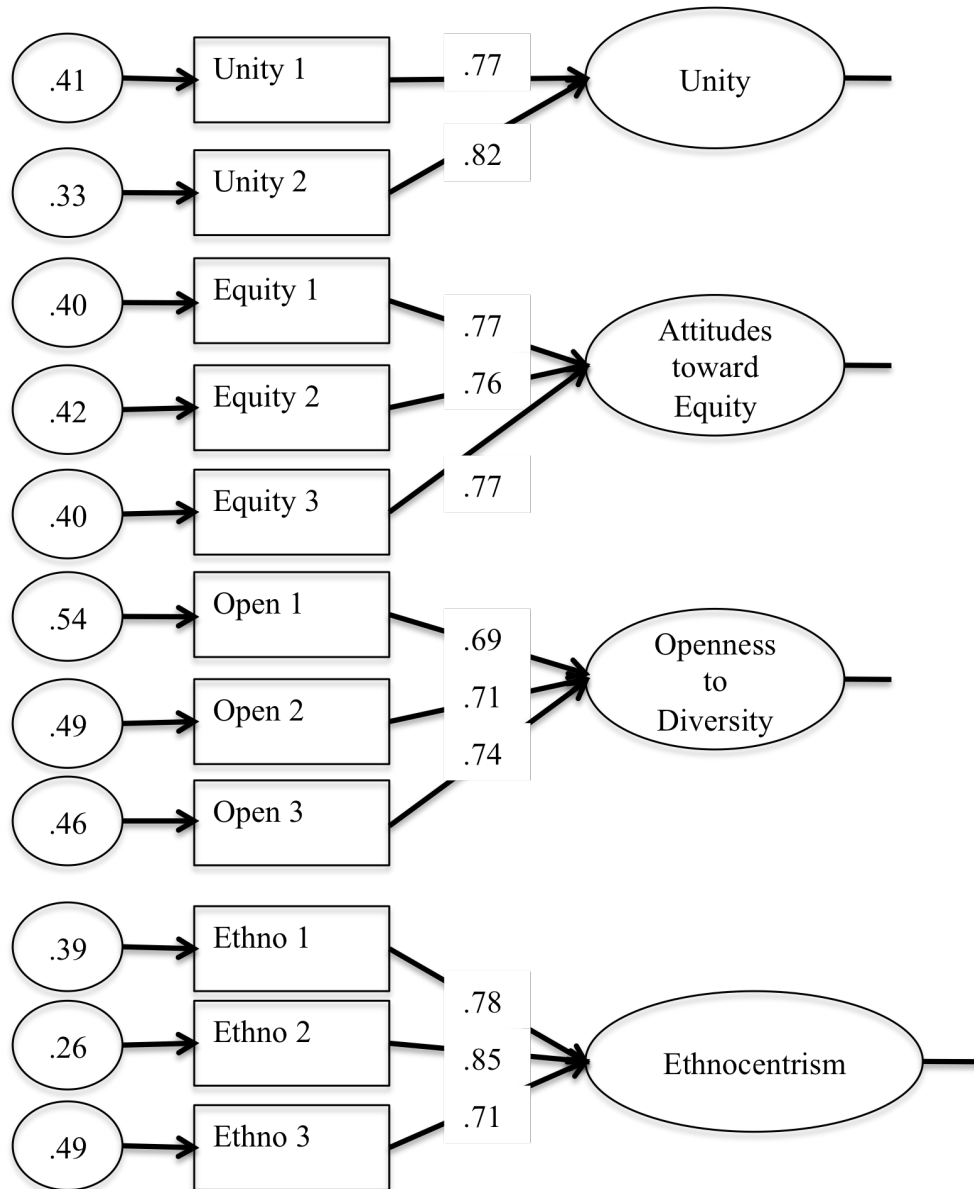 .41
Unity 1
.77
Unity
.33
Unity 2
.82
.40
Equity 1
.77
Attitudes
toward
Equity
.42
Equity 2
.76
.40
Equity 3
.77
.54
Open 1
.69
Openness
to
Diversity
.49
Open 2
.71
.46
Open 3
.74
.39
Ethno 1
.78
.26
Ethno 2
.85
Ethnocentrism
.49
Ethno 3
.71